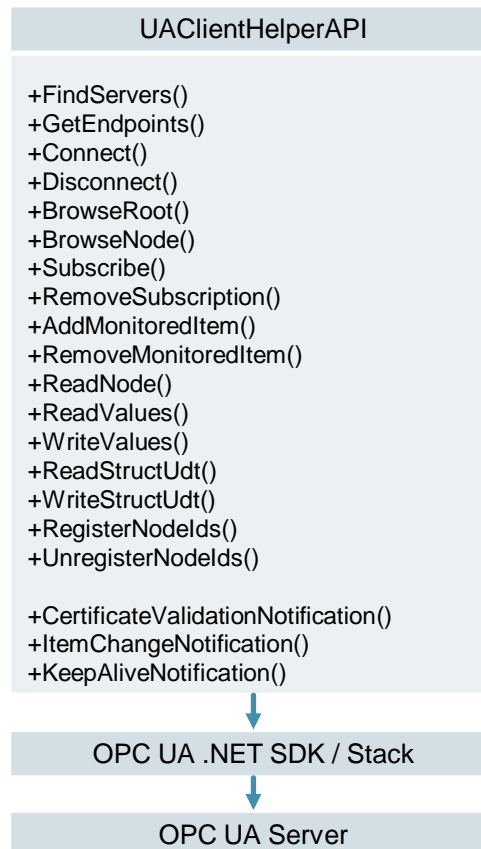 UAClientHelperAPI
+FindServers()
+GetEndpoints()
+Connect()
+Disconnect()
+BrowseRoot()
+BrowseNode()
+Subscribe()
+RemoveSubscription()
+AddMonitoredItem()
+RemoveMonitoredItem()
+ReadNode()
+ReadValues()
+WriteValues()
+ReadStructUdt()
+WriteStructUdt()
+RegisterNodeIds()
+UnregisterNodeIds()
+CertificateValidationNotification()
+ItemChangeNotification()
+KeepAliveNotification()
OPC UA .NET SDK / Stack
OPC UA Server